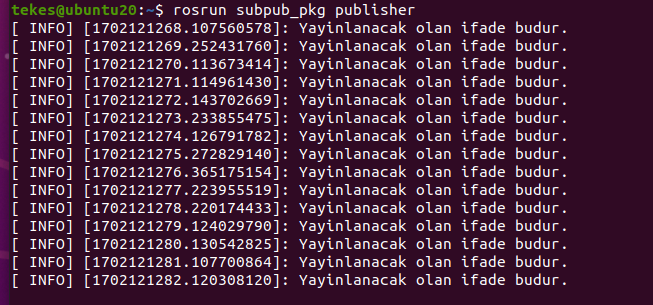 tekes@ubuntu20:~$ rosrun subpub_pkg publisher
[ INFO] [1702121268.107560578]: Yayinlanacak olan ifade budur.
[ INFO] [1702121269.252431760]: Yayinlanacak olan ifade budur.
[ INFO] [1702121270.113673414]: Yayinlanacak olan ifade budur.
[ INFO] [1702121271.114961430]: Yayinlanacak olan ifade budur.
[ INFO] [1702121272.143702669]: Yayinlanacak olan ifade budur.
[ INFO] [1702121273.233855475]: Yayinlanacak olan ifade budur.
[ INFO] [1702121274.126791782]: Yayinlanacak olan ifade budur.
[ INFO] [1702121275.272829140]: Yayinlanacak olan ifade budur.
[ INFO] [1702121276.365175154]: Yayinlanacak olan ifade budur.
[ INFO] [1702121277.223955519]: Yayinlanacak olan ifade budur.
[ INFO] [1702121278.220174433]: Yayinlanacak olan ifade budur.
[ INFO] [1702121279.124029790]: Yayinlanacak olan ifade budur.
[ INFO] [1702121280.130542825]: Yayinlanacak olan ifade budur.
[ INFO] [1702121281.107700864]: Yayinlanacak olan ifade budur.
[ INFO] [1702121282.120308120]: Yayinlanacak olan ifade budur.